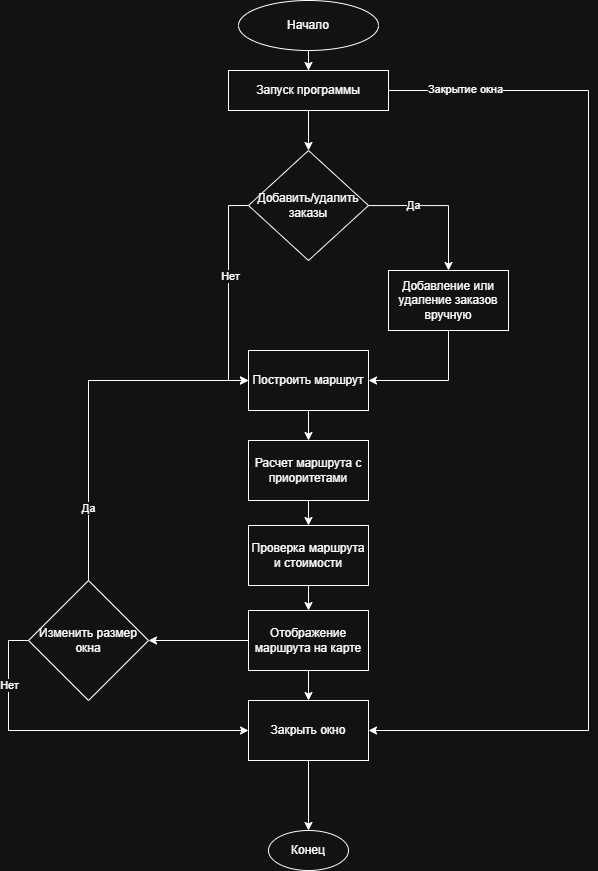 Начало
Запуск программы
Закрытие окна
Добавить/удалить
заказы
Да
Нет
Добавление или
удаление заказов
вручную
Построить маршрут
Расчет маршрута с
приоритетами
Да
Проверка маршрута
и стоимости
Изменить размер
окна
Отображение
маршрута на карте
Нет
Закрыть окно
Конец